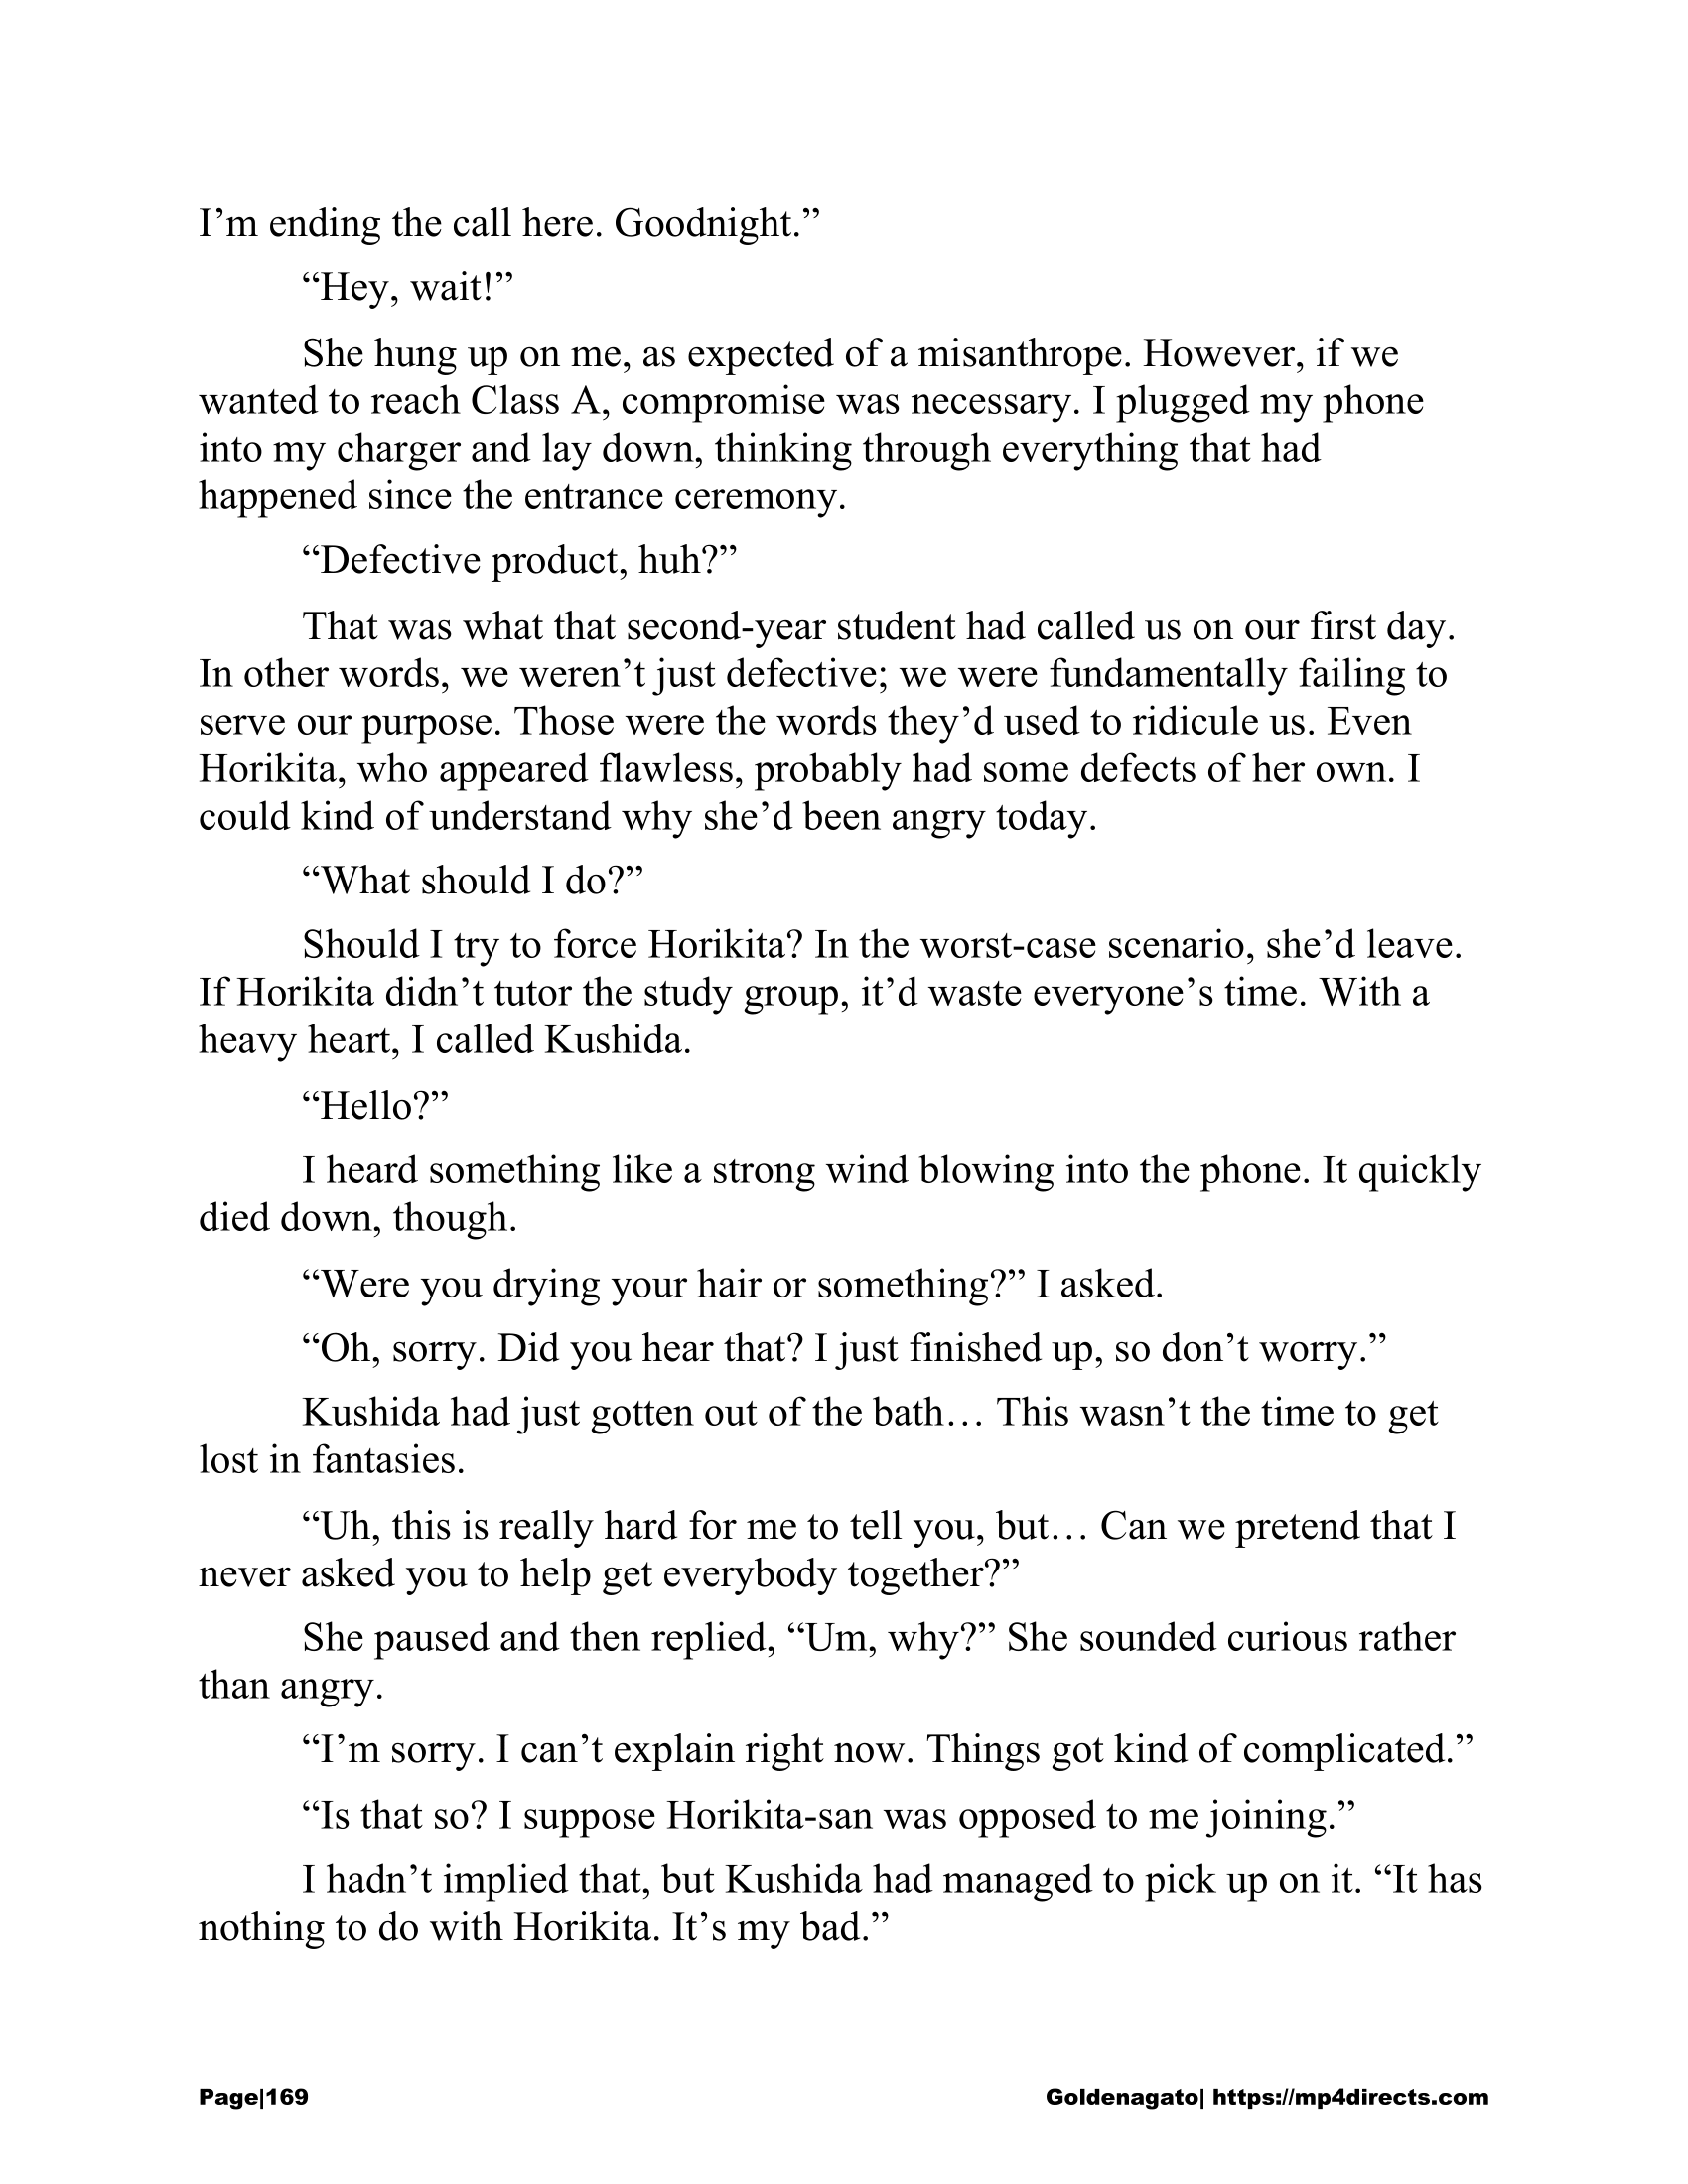 I’m ending the call here. Goodnight.”
“Hey, wait!”
She hung up on me, as expected of a misanthrope. However, if we
wanted to reach Class A, compromise was necessary. I plugged my phone
into my charger and lay down, thinking through everything that had
happened since the entrance ceremony.
“Defective product, huh?”
That was what that second-year student had called us on our first day.
In other words, we weren’t just defective; we were fundamentally failing to
serve our purpose. Those were the words they’d used to ridicule us. Even
Horikita, who appeared flawless, probably had some defects of her own. I
could kind of understand why she’d been angry today.
“What should I do?”
Should I try to force Horikita? In the worst-case scenario, she’d leave.
If Horikita didn’t tutor the study group, it’d waste everyone’s time. With a
heavy heart, I called Kushida.
“Hello?”
I heard something like a strong wind blowing into the phone. It quickly
died down, though.
“Were you drying your hair or something?” I asked.
“Oh, sorry. Did you hear that? I just finished up, so don’t worry.”
Kushida had just gotten out of the bath… This wasn’t the time to get
lost in fantasies.
“Uh, this is really hard for me to tell you, but… Can we pretend that I
never asked you to help get everybody together?”
She paused and then replied, “Um, why?” She sounded curious rather
than angry.
“I’m sorry. I can’t explain right now. Things got kind of complicated.”
“Is that so? I suppose Horikita-san was opposed to me joining.”
I hadn’t implied that, but Kushida had managed to pick up on it. “It has
nothing to do with Horikita. It’s my bad.”
Page|169 Goldenagato| https://mp4directs.com